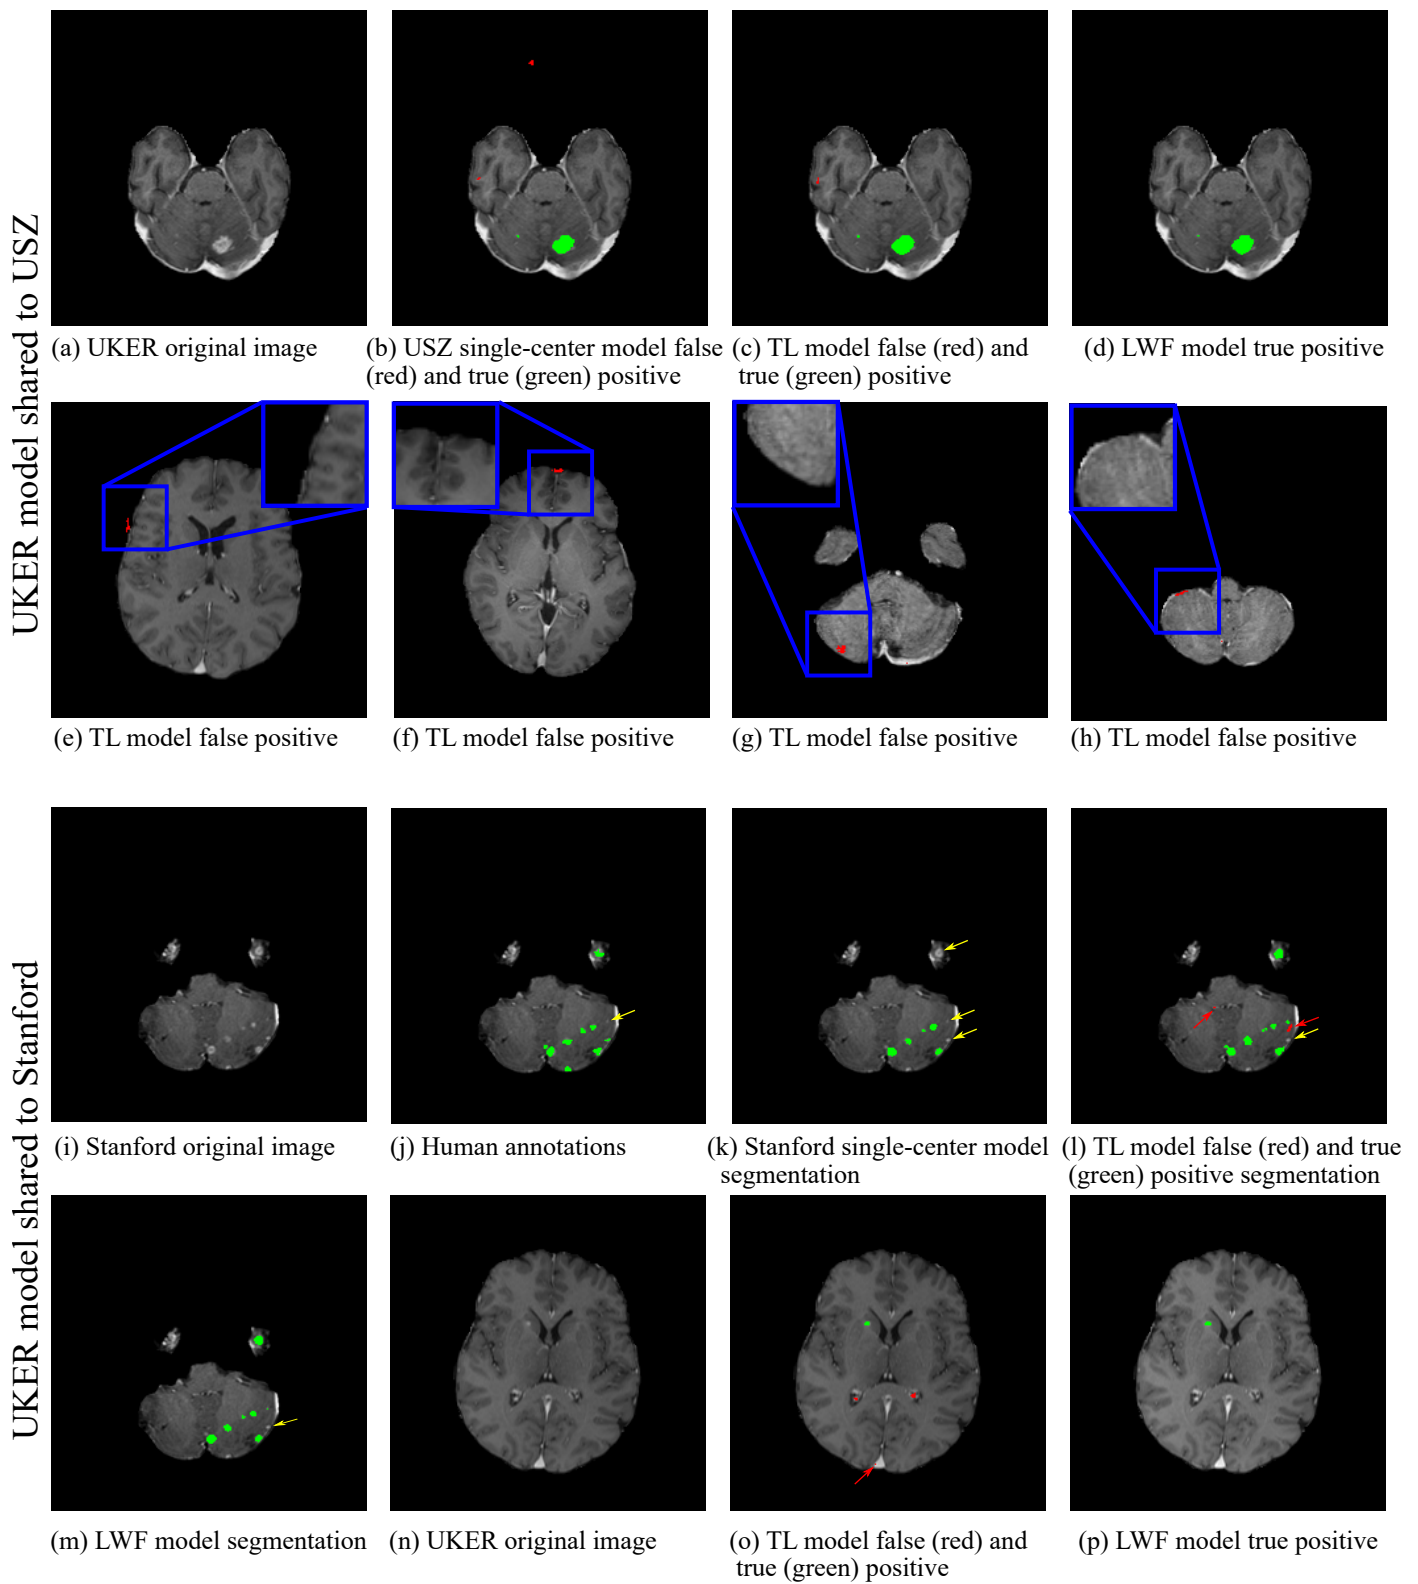 UKER model shared to USZ
(a) UKER original image
(b) USZ single-center model false
(red) and true (green) positive
(c) TL model false (red) and
true (green) positive
(d) LWF model true positive
(e) TL model false positive
(f) TL model false positive
(g) TL model false positive
(h) TL model false positive
UKER model shared to Stanford
(i) Stanford original image
(j) Human annotations
(k) Stanford single-center model
segmentation
(l) TL model false (red) and true
(green) positive segmentation
(m) LWF model segmentation
(n) UKER original image
(o) TL model false (red) and
true (green) positive
(p) LWF model true positive